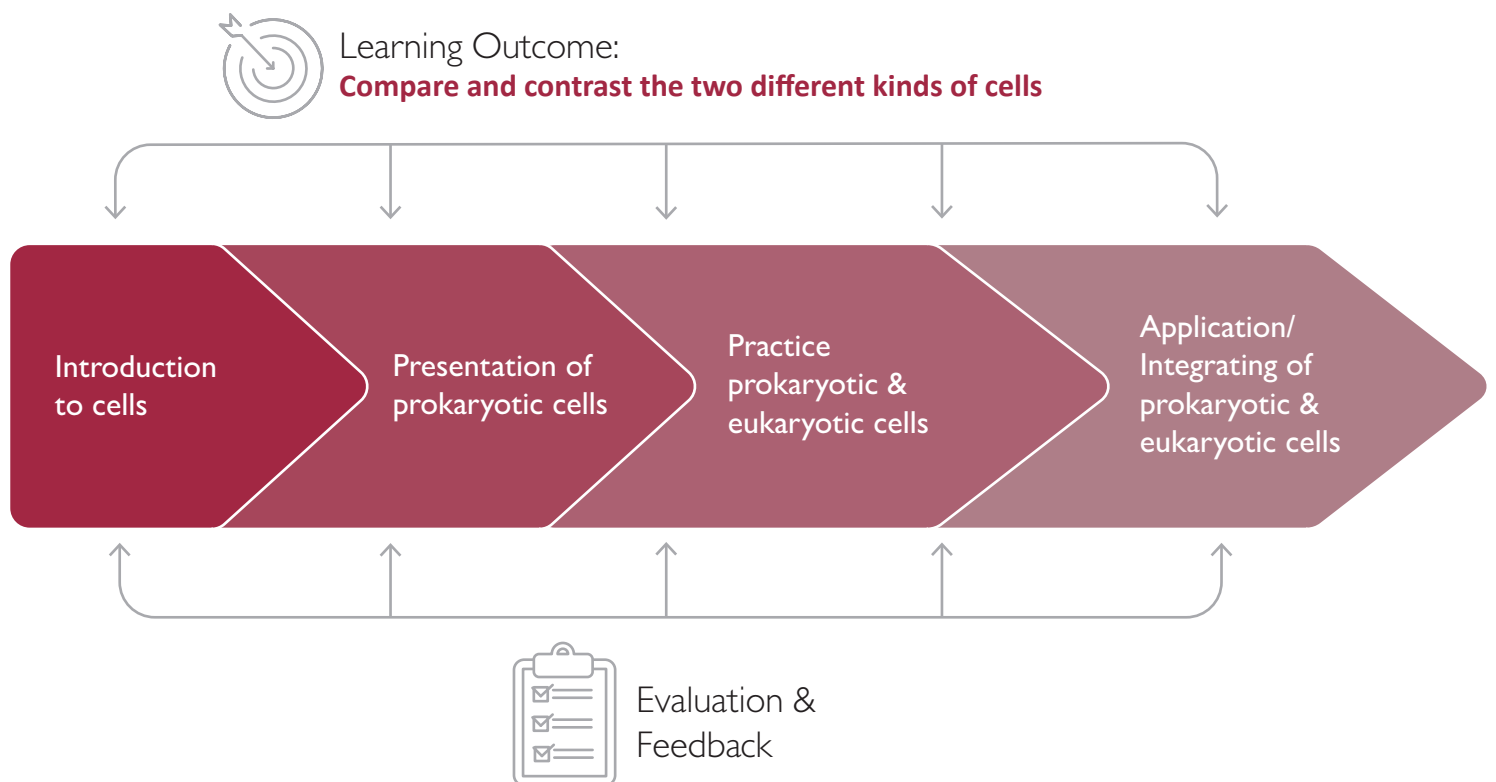 Learning Outcome:
Compare and contrast the two different kinds of cells
Introduction
to cells
Presentation of
prokaryotic cells
Practice
prokaryotic &
eukaryotic cells
Application/
Integrating of
prokaryotic &
eukaryotic cells
Evaluation &
Feedback